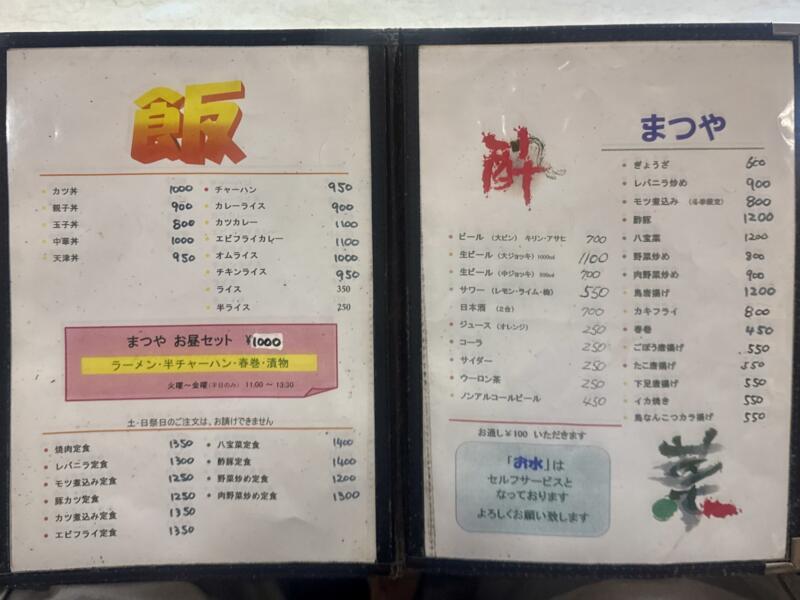 飯
カツ丼 1000
親子丼 900
玉子丼 800
中華丼 1000
天津丼 950
チャーハン 950
カレーライス 900
カツカレー 1100
エビフライカレー 1100
オムライス 1000
チキンライス 950
ライス 350
半ライス 250
まつや お昼セット ¥1000
ラーメン・半チャーハン・春巻・漬物
火曜～金曜(平日のみ) 11:00～13:30
土・日祭日のご注文は、お請けできません
焼肉定食 1350
レバニラ定食 1300
モツ煮込み定食 1250
豚カツ定食 1250
カツ煮込み定食 1350
エビフライ定食 1350
八宝菜定食 1400
酢豚定食 1400
野菜炒め定食 1200
肉野菜炒め定食 1300
酔
ビール (大ビン) キリン・アサヒ 700
生ビール (大ジョッキ) 1000ml 1100
生ビール (中ジョッキ) 500ml 700
サワー (レモン・ライム・梅) 550
日本酒 (2合) 700
ジュース (オレンジ) 250
コーラ 250
サイダー 250
ウーロン茶 250
ノンアルコールビール 450
お通し¥100 いただきます
「お水」は
セルフサービスと
なっております
よろしくお願い致します
まつや
ぎょうざ 600
レバニラ炒め 900
モツ煮込み (冬季限定) 800
酢豚 1200
八宝菜 1200
野菜炒め 800
肉野菜炒め 900
鳥唐揚げ 1200
カキフライ 800
春巻 450
ごぼう唐揚げ 550
たこ唐揚げ 550
下足唐揚げ 550
イカ焼き 550
鳥なんこつカラ揚げ 550
菜